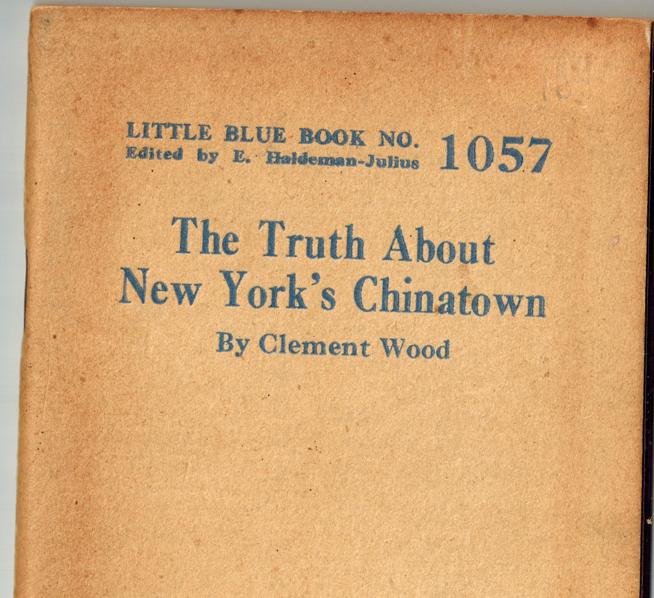 LITTLE BLUE BOOK NO. 1057
Edited by E. Haldeman-Julius
The Truth About
New York's Chinatown
By Clement Wood